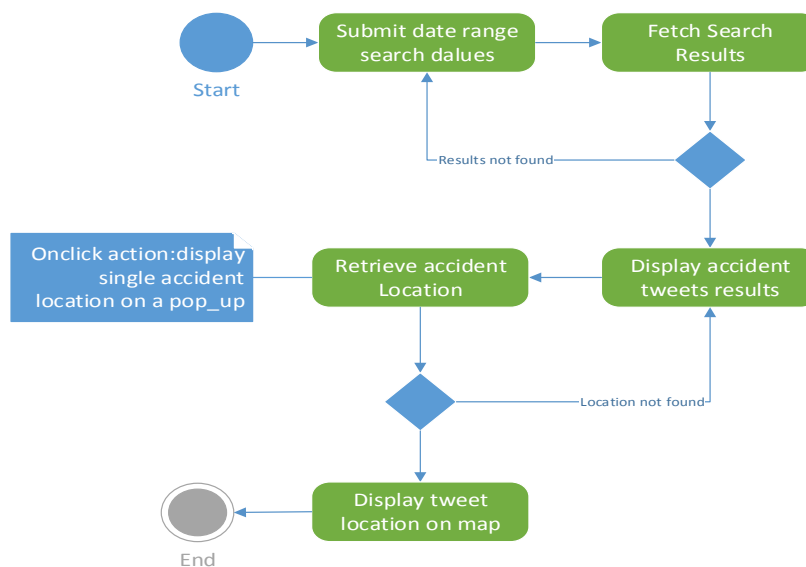 Submit date range
search dalues
Fetch Search
Results
Start
Results not found
Onclick action:display
single accident
location on a pop_up
Retrieve accident
Location
Display accident
tweets results
Location not found
Display tweet
location on map
End